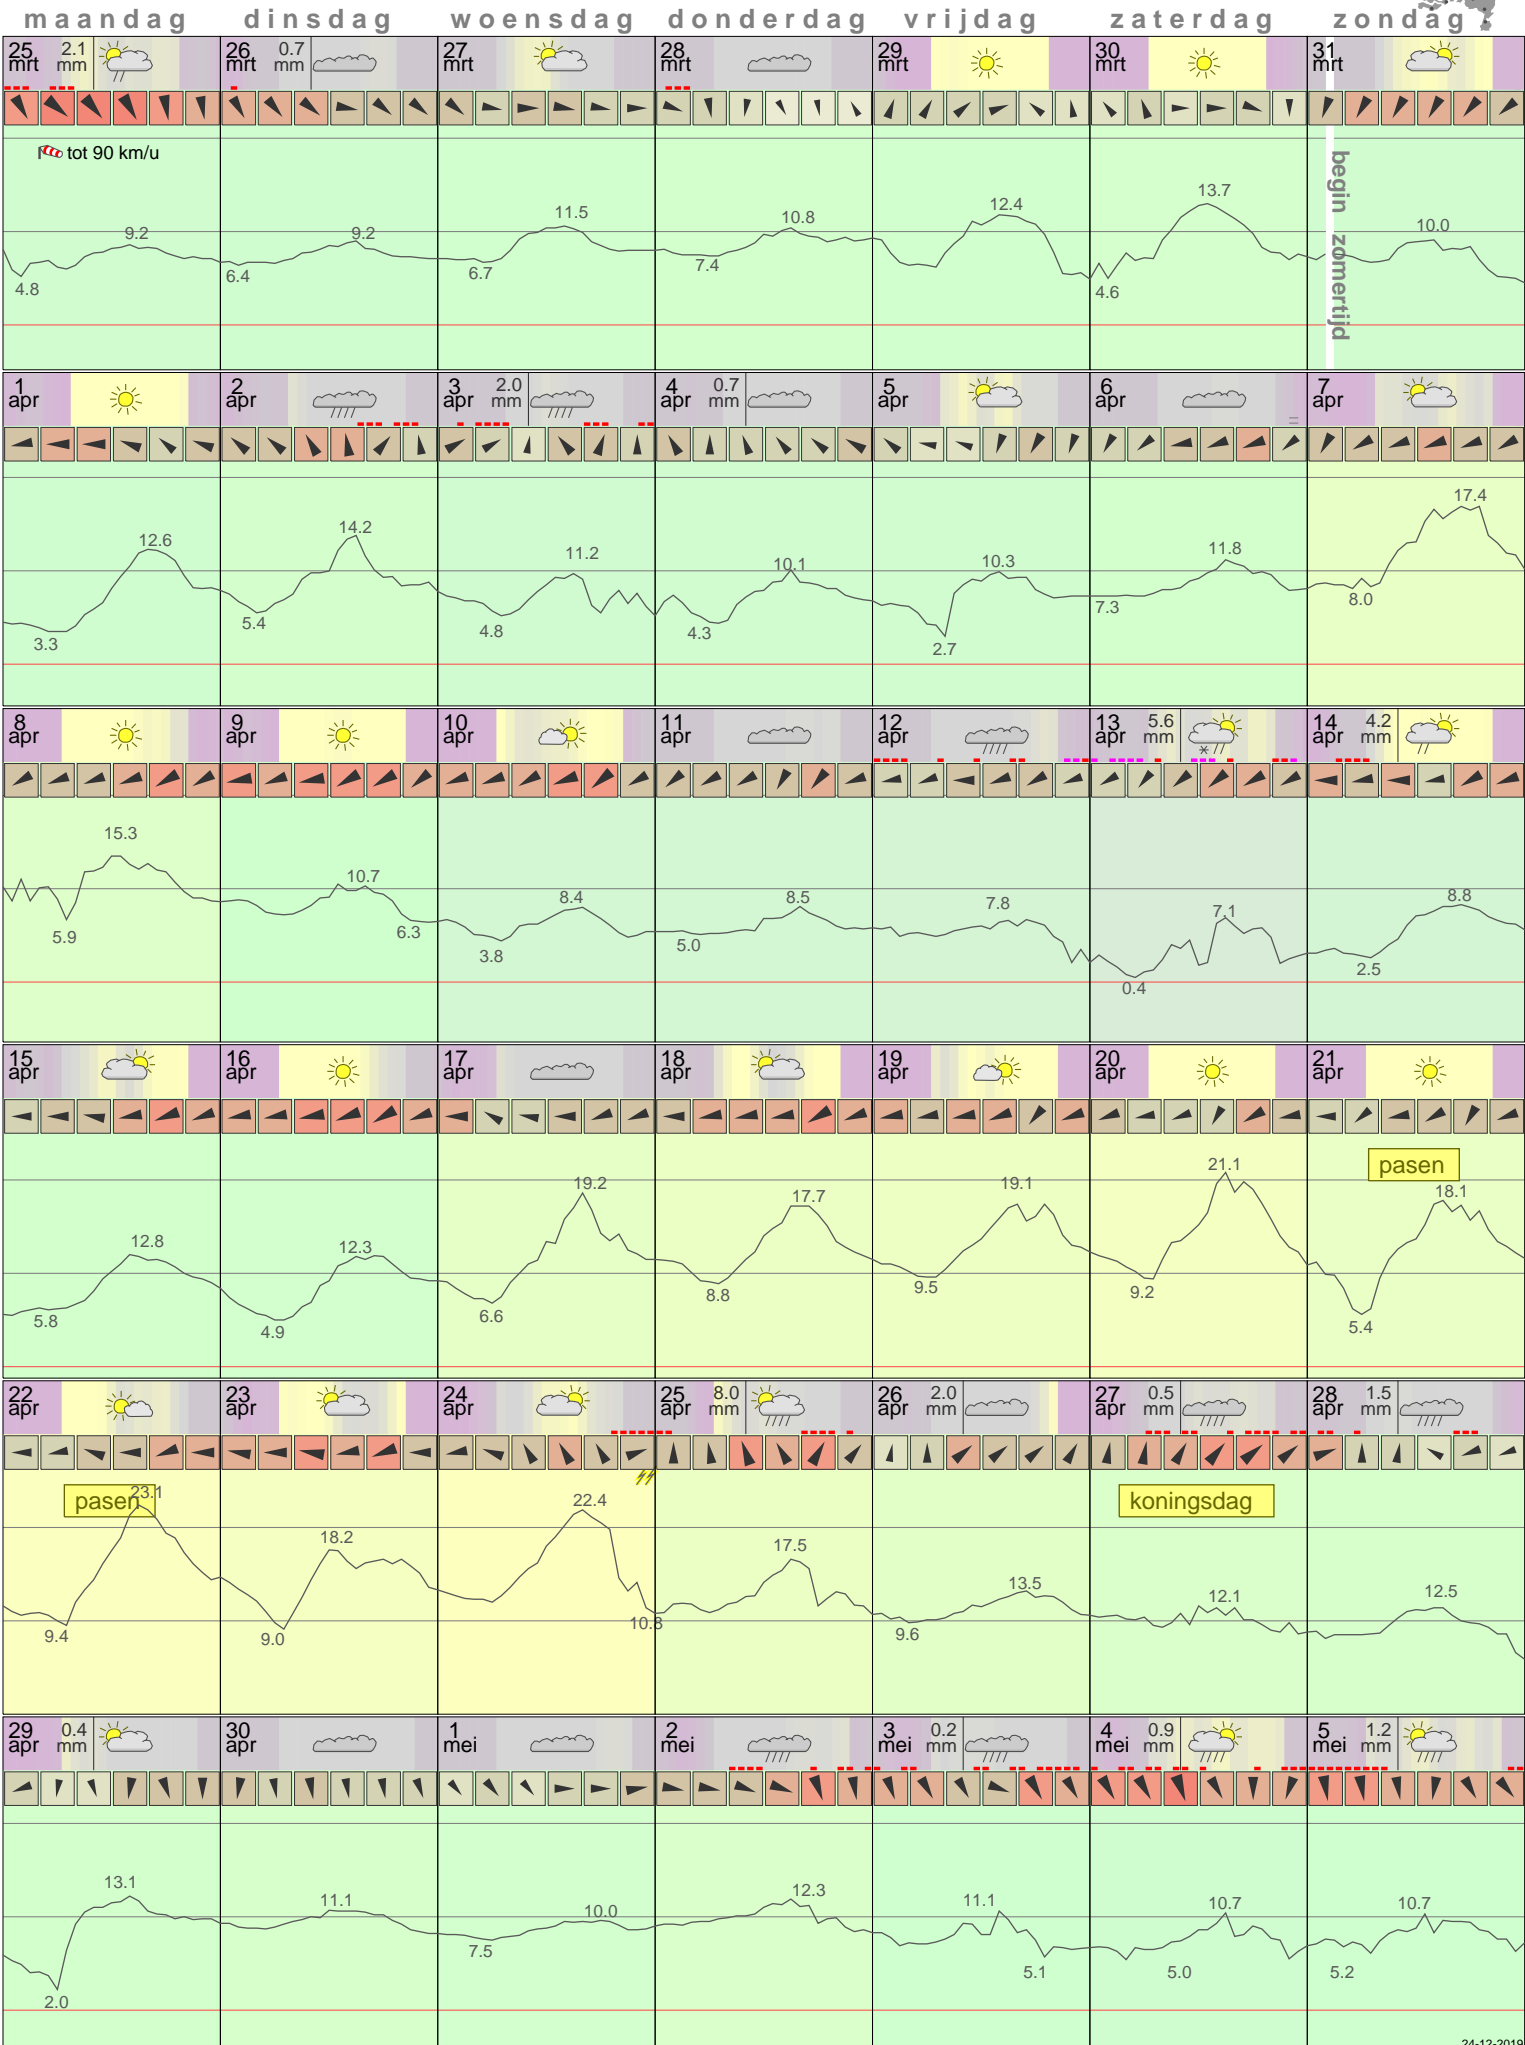 maandag dinsdag woensdag donderdag vrijdag zaterdag zondag
25 mrt 2.1 mm 26 mrt 0.7 mm 27 mrt 28 mrt 29 mrt 30 mrt 31 mrt
tot 90 km/u
begin zomertijd
9.2 9.2 11.5 10.8 12.4 13.7 10.0
4.8 6.4 6.7 7.4 4.6
1 apr 2 apr 3 apr 2.0 mm 4 apr 0.7 mm 5 apr 6 apr 7 apr
12.6 14.2 11.2 10.1 10.3 11.8 17.4
3.3 5.4 4.8 4.3 2.7 7.3 8.0
8 apr 9 apr 10 apr 11 apr 12 apr 13 apr 5.6 mm 14 apr 4.2 mm
15.3 10.7 8.4 8.5 7.8 7.1 8.8
5.9 6.3 3.8 5.0 0.4 2.5
15 apr 16 apr 17 apr 18 apr 19 apr 20 apr 21 apr
pasen
12.8 12.3 19.2 17.7 19.1 21.1 18.1
5.8 4.9 6.6 8.8 9.5 9.2 5.4
22 apr 23 apr 24 apr 25 apr 8.0 mm 26 apr 2.0 mm 27 apr 0.5 mm 28 apr 1.5 mm
pasen koningsdag
23.1 18.2 22.4 17.5 13.5 12.1 12.5
9.4 9.0 10.8 9.6
29 apr 0.4 mm 30 apr 1 mei 2 mei 3 mei 0.2 mm 4 mei 0.9 mm 5 mei 1.2 mm
13.1 11.1 10.0 12.3 11.1 10.7 10.7
2.0 7.5 5.1 5.0 5.2
24-12-2019